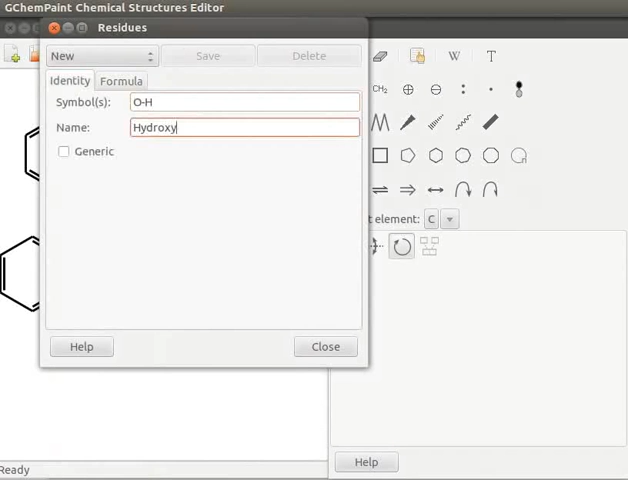 GChemPaint Chemical Structures Editor
Residues
New Save Delete
Identity Formula
Symbol(s): O-H
Name: Hydroxy
Generic
Help Close
W T
CH2
t element: C
Help
Ready